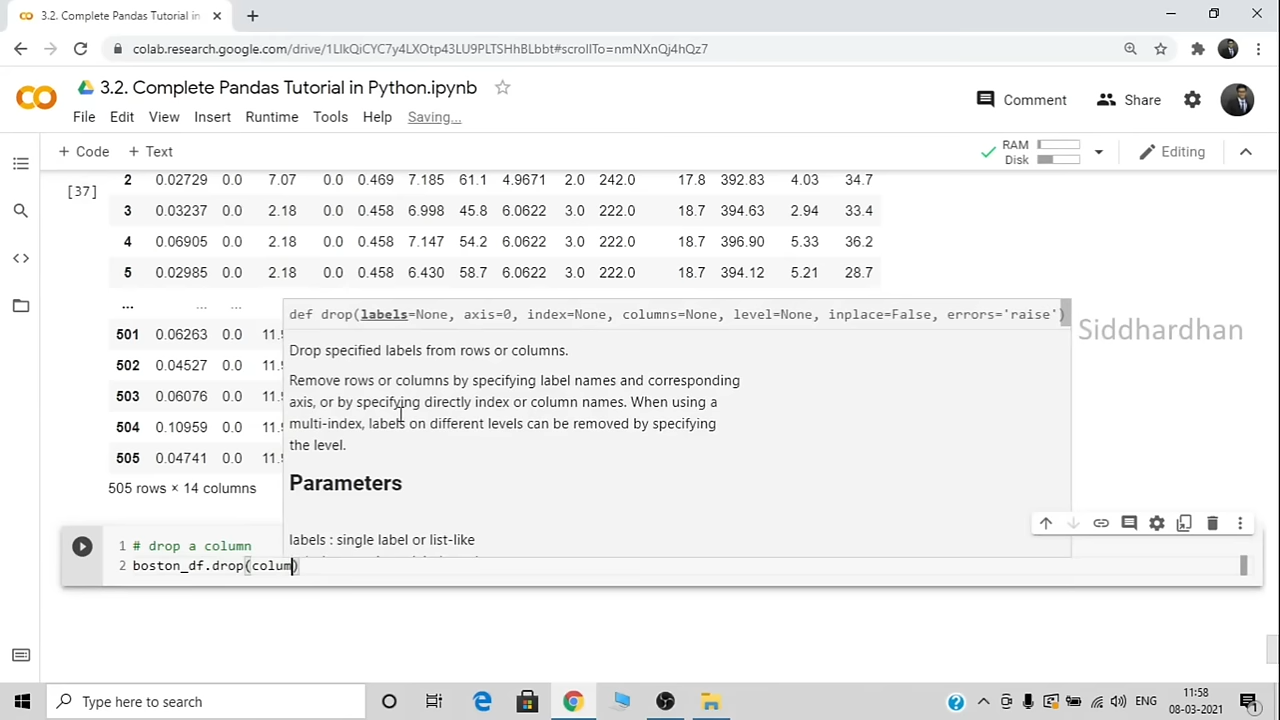 3.2. Complete Pandas Tutorial in
colab.research.google.com/drive/1LIkQiCYC7y4LXOtp43LU9PLTSHhBLbbt#scrollTo=nmNXnQj4hQz7
3.2. Complete Pandas Tutorial in Python.ipynb
Comment
Share
File Edit View Insert Runtime Tools Help Saving...
+ Code + Text
RAM
Disk
Editing
[37]
2 0.02729 0.0 7.07 0.0 0.469 7.185 61.1 4.9671 2.0 242.0 17.8 392.83 4.03 34.7
3 0.03237 0.0 2.18 0.0 0.458 6.998 45.8 6.0622 3.0 222.0 18.7 394.63 2.94 33.4
4 0.06905 0.0 2.18 0.0 0.458 7.147 54.2 6.0622 3.0 222.0 18.7 396.90 5.33 36.2
5 0.02985 0.0 2.18 0.0 0.458 6.430 58.7 6.0622 3.0 222.0 18.7 394.12 5.21 28.7
... ... ...
501 0.06263 0.0 11.
502 0.04527 0.0 11.
503 0.06076 0.0 11.
504 0.10959 0.0 11.
505 0.04741 0.0 11.
505 rows × 14 columns
def drop(labels=None, axis=0, index=None, columns=None, level=None, inplace=False, errors='raise')
Drop specified labels from rows or columns.
Remove rows or columns by specifying label names and corresponding
axis, or by specifying directly index or column names. When using a
multi-index, labels on different levels can be removed by specifying
the level.
Parameters
labels : single label or list-like
Siddhardhan
1 # drop a column
2 boston_df.drop(colum)
Type here to search
ENG
11:58
08-03-2021
1